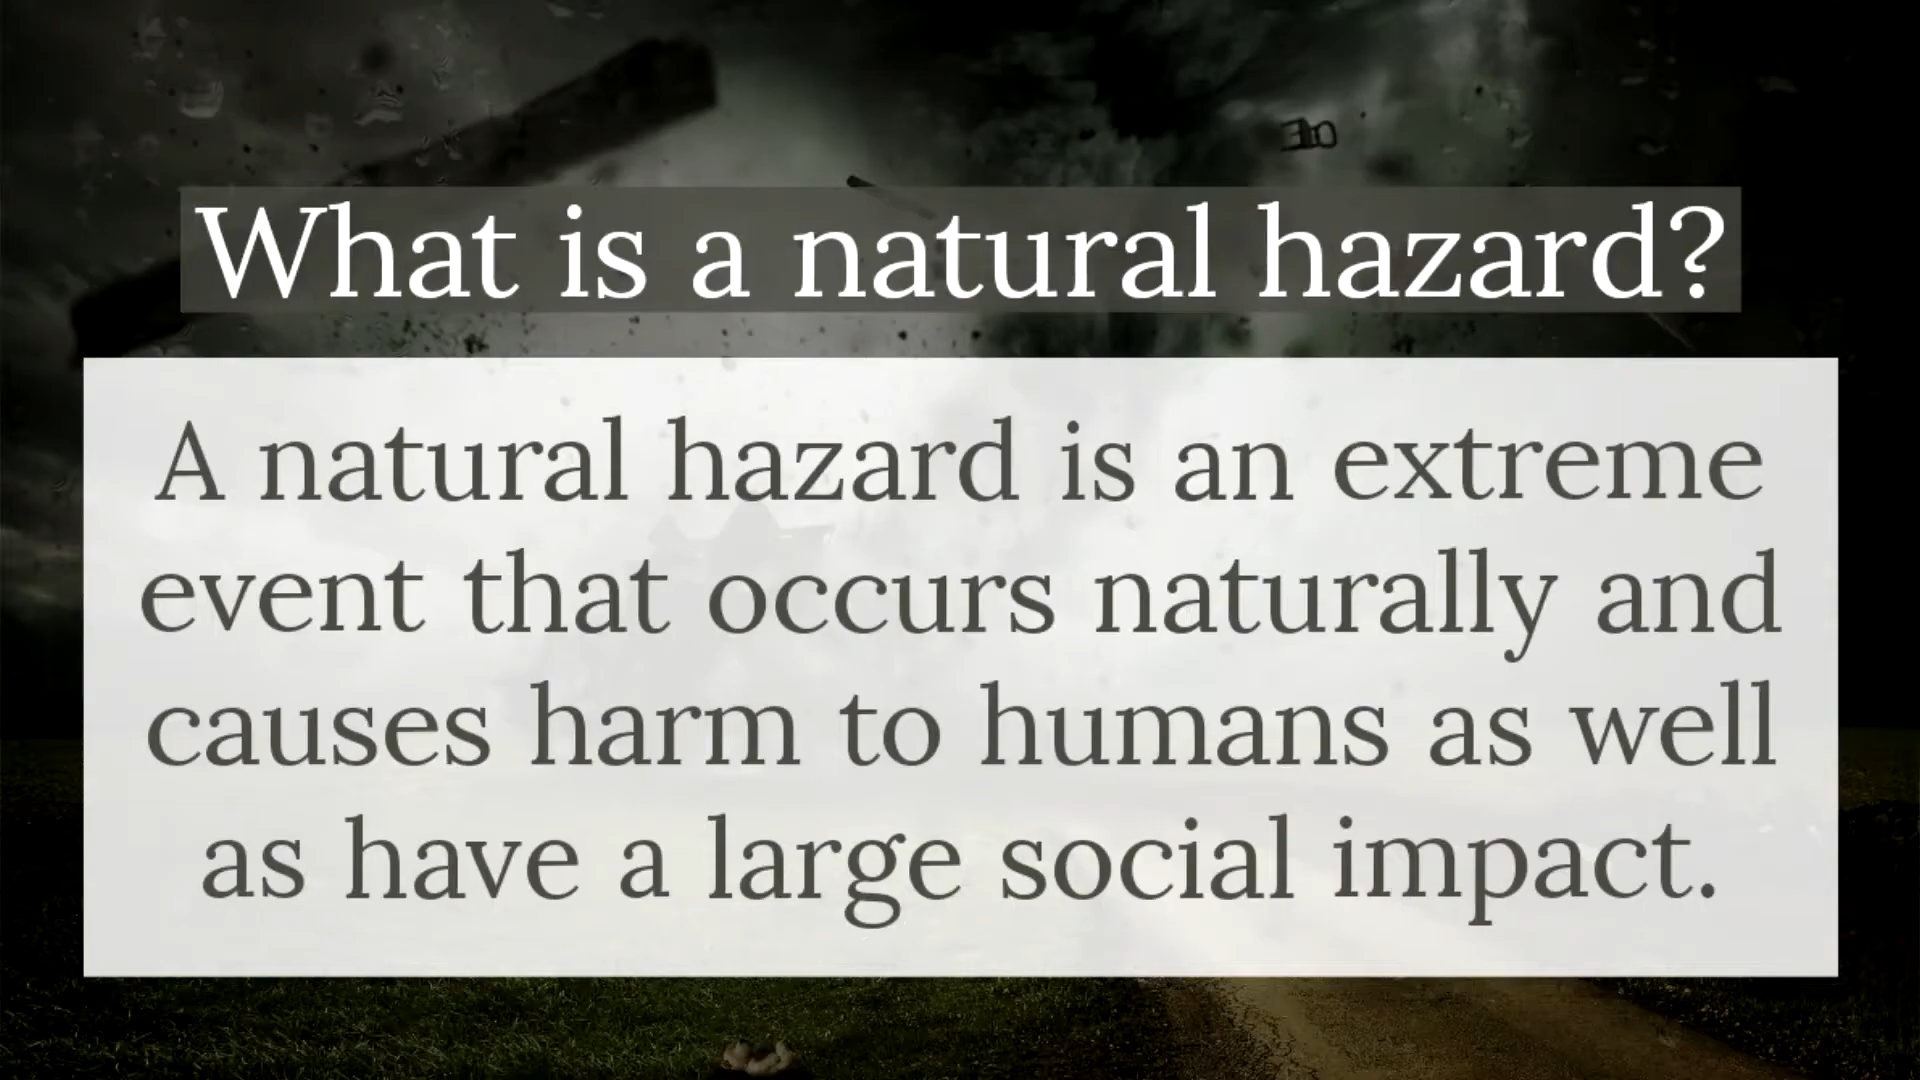 What is a natural hazard?
A natural hazard is an extreme
event that occurs naturally and
causes harm to humans as well
as have a large social impact.